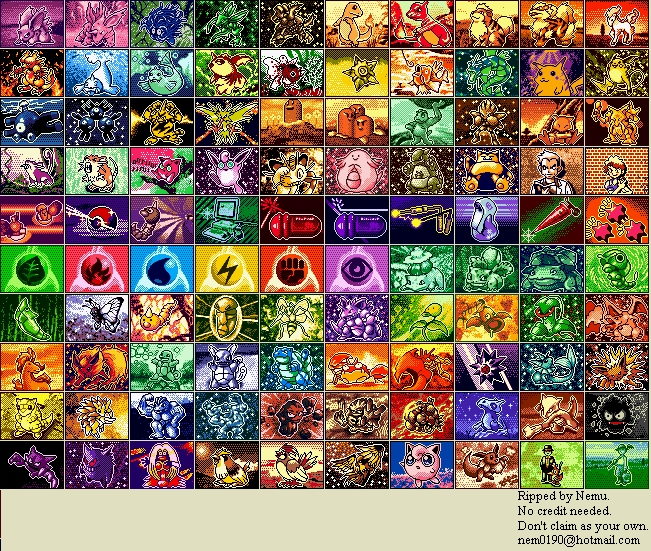 Ripped by Nemu.
No credit needed.
Don't claim as your own.
nem0190@hotmail.com